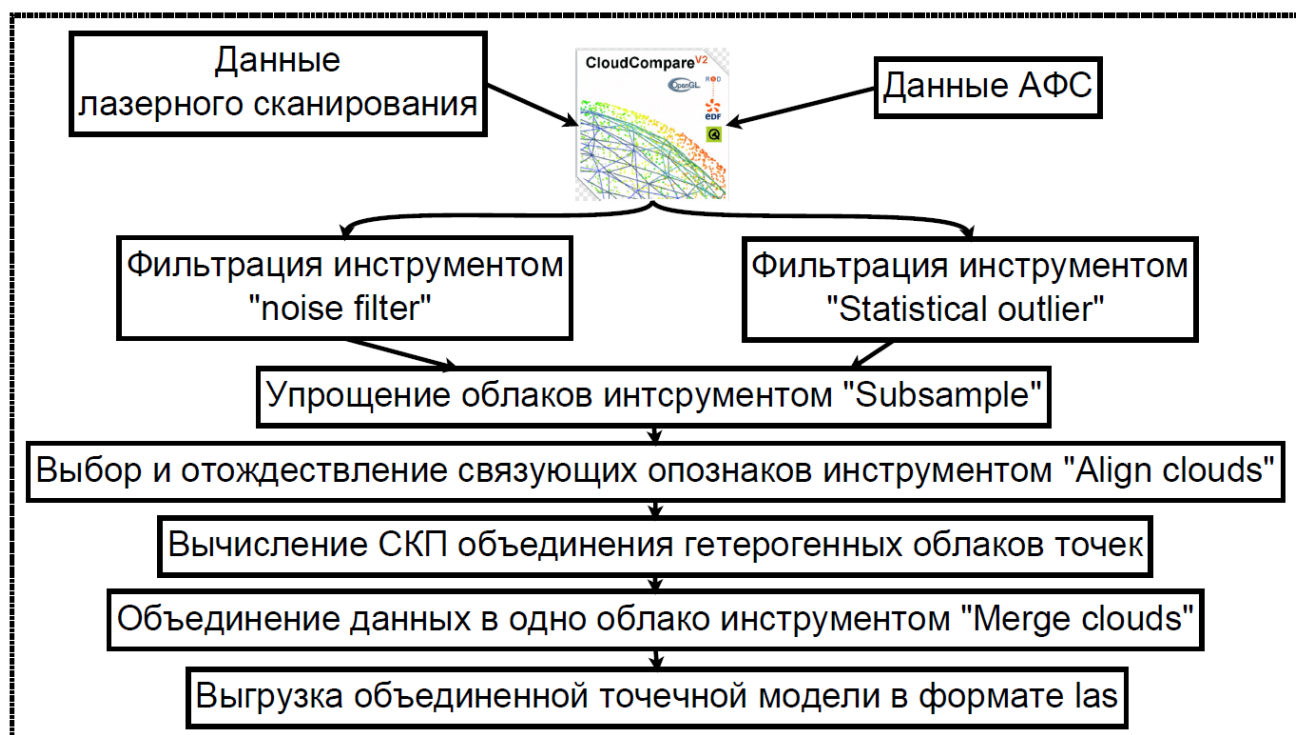 Данные
лазерного сканирования
CloudCompareV2
OpenGL
R&D
eDF
Данные АФС
Фильтрация инструментом
"noise filter"
Фильтрация инструментом
"Statistical outlier"
Упрощение облаков интсрументом "Subsample"
Выбор и отождествление связующих опознаков инструментом "Align clouds"
Вычисление СКП объединения гетерогенных облаков точек
Объединение данных в одно облако инструментом "Merge clouds"
Выгрузка объединенной точечной модели в формате las